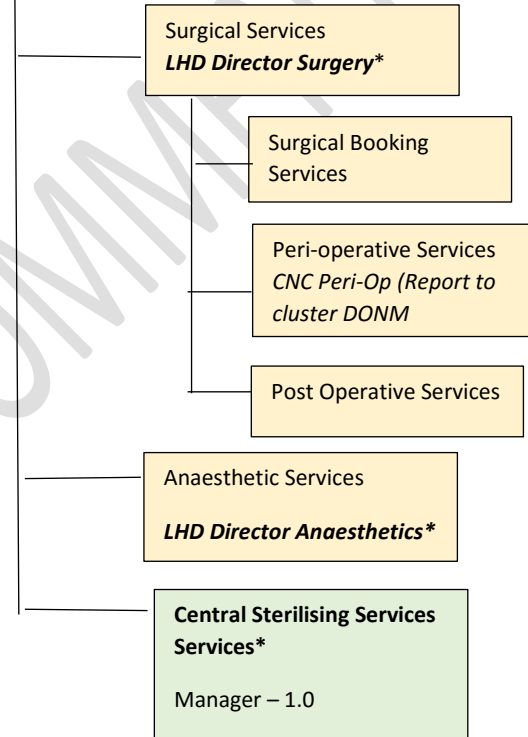 Surgical Services
LHD Director Surgery*
Surgical Booking
Services
Peri-operative Services
CNC Peri-Op (Report to
cluster DONM
Post Operative Services
Anaesthetic Services
LHD Director Anaesthetics*
Central Sterilising Services
Services*
Manager – 1.0